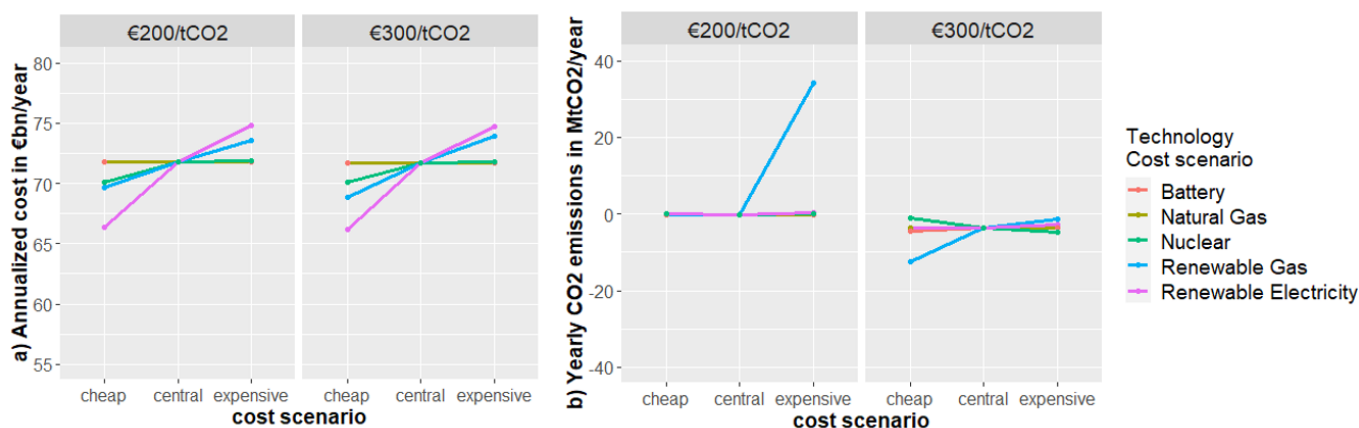 a) Annualized cost in €bn/year
€200/tCO2
€300/tCO2
80
75
70
65
60
55
cheap central expensive
cheap central expensive
cost scenario
b) Yearly CO2 emissions in MtCO2/year
€200/tCO2
€300/tCO2
40
20
0
-20
-40
cheap central expensive
cheap central expensive
cost scenario
Technology
Cost scenario
Battery
Natural Gas
Nuclear
Renewable Gas
Renewable Electricity